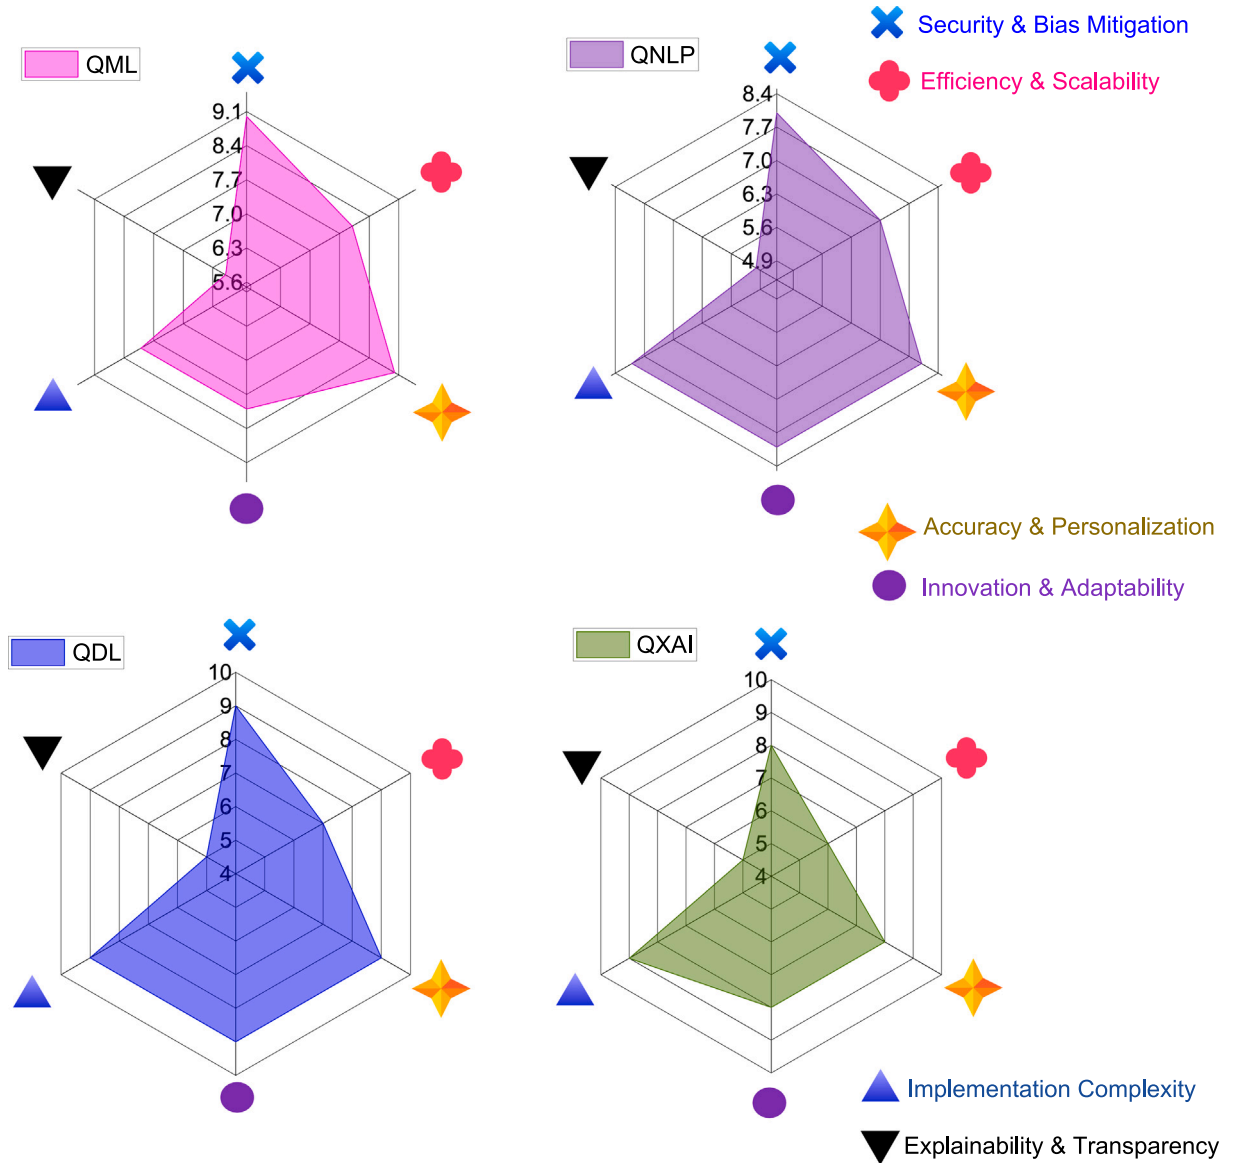 Security & Bias Mitigation
Efficiency & Scalability
QML
9.1
8.4
7.7
7.0
6.3
5.6
QNLP
8.4
7.7
7.0
6.3
5.6
4.9
Accuracy & Personalization
Innovation & Adaptability
QDL
10
9
8
7
6
5
4
QXAI
10
9
8
7
6
5
4
Implementation Complexity
Explainability & Transparency